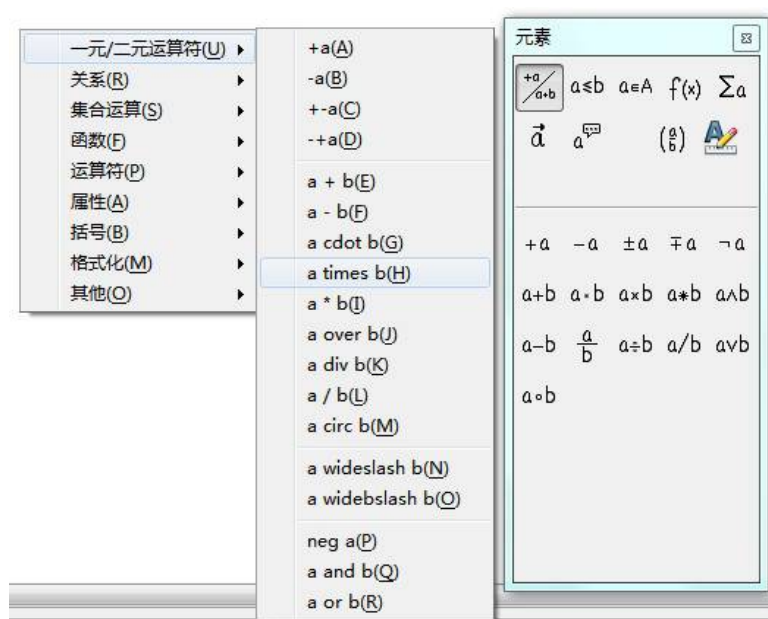 一元/二元运算符(U)
关系(R)
集合运算(S)
函数(F)
运算符(P)
属性(A)
括号(B)
格式化(M)
其他(O)
+a(A)
-a(B)
+-a(C)
-+a(D)
a + b(E)
a - b(F)
a cdot b(G)
a times b(H)
a * b(I)
a over b(J)
a div b(K)
a / b(L)
a circ b(M)
a wideslash b(N)
a widebslash b(O)
neg a(P)
a and b(Q)
a or b(R)
元素
+a/a+b a≤b a∈A f(x) Σa
a⃗ a (a b) A
+a -a ±a ∓a ¬a
a+b a·b a×b a∗b a∧b
a−b a/b a÷b a/b a∨b
a∘b